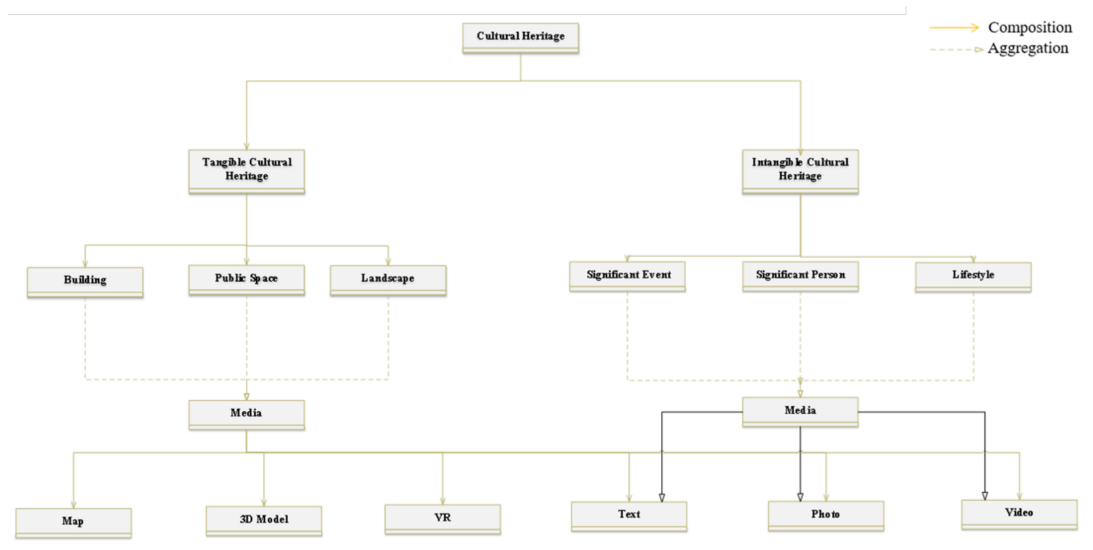 Cultural Heritage
Composition
Aggregation
Tangible Cultural
Heritage
Intangible Cultural
Heritage
Building
Public Space
Landscape
Significant Event
Significant Person
Lifestyle
Media
Media
Map
3D Model
VR
Text
Photo
Video